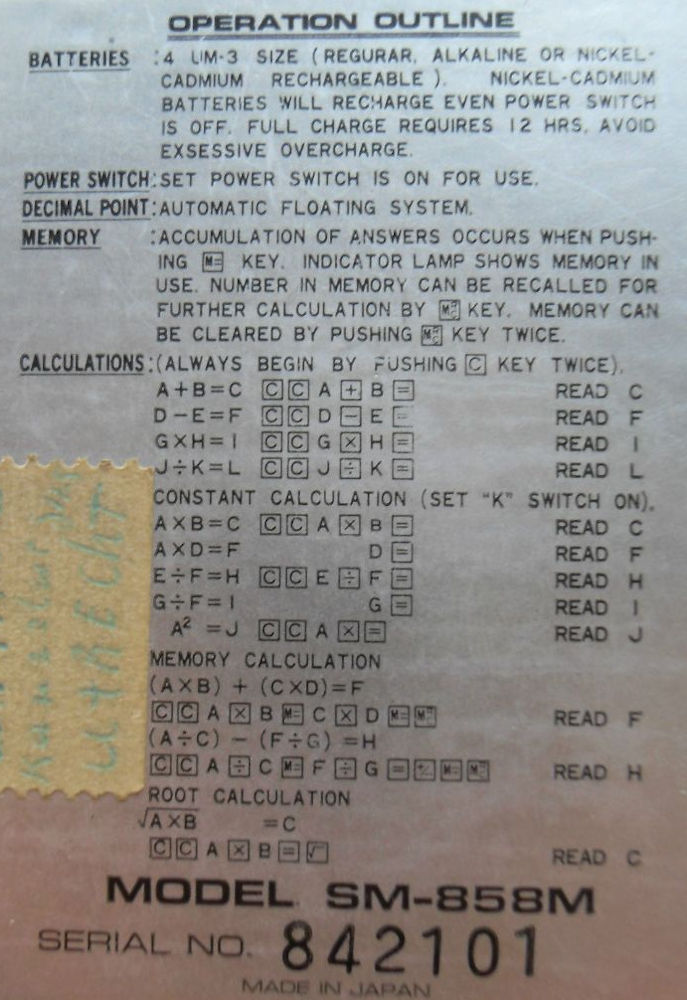 OPERATION OUTLINE
BATTERIES :4 UM-3 SIZE (REGURAR, ALKALINE OR NICKEL-
CADMIUM RECHARGEABLE). NICKEL-CADMIUM
BATTERIES WILL RECHARGE EVEN POWER SWITCH
IS OFF. FULL CHARGE REQUIRES 12 HRS. AVOID
EXSESSIVE OVERCHARGE.
POWER SWITCH:SET POWER SWITCH IS ON FOR USE.
DECIMAL POINT:AUTOMATIC FLOATING SYSTEM.
MEMORY :ACCUMULATION OF ANSWERS OCCURS WHEN PUSH-
ING M= KEY. INDICATOR LAMP SHOWS MEMORY IN
USE. NUMBER IN MEMORY CAN BE RECALLED FOR
FURTHER CALCULATION BY KEY. MEMORY CAN
BE CLEARED BY PUSHING KEY TWICE.
CALCULATIONS:(ALWAYS BEGIN BY PUSHING C KEY TWICE).
A+B=C C C A + B = READ C
D-E=F C C D - E = READ F
G×H=I C C G × H = READ I
J÷K=L C C J ÷ K = READ L
CONSTANT CALCULATION (SET "K" SWITCH ON).
A×B=C C C A × B = READ C
A×D=F D = READ F
E÷F=H C C E ÷ F = READ H
G÷F=I G = READ I
A² =J C C A × = READ J
MEMORY CALCULATION
(A×B) + (C×D)=F
C C A × B M= C × D M= READ F
(A÷C) - (F÷G) =H
C C A ÷ C M= F ÷ G = M= READ H
ROOT CALCULATION
√A×B =C
C C A × B = √ READ C
MODEL SM-858M
SERIAL NO. 842101
MADE IN JAPAN